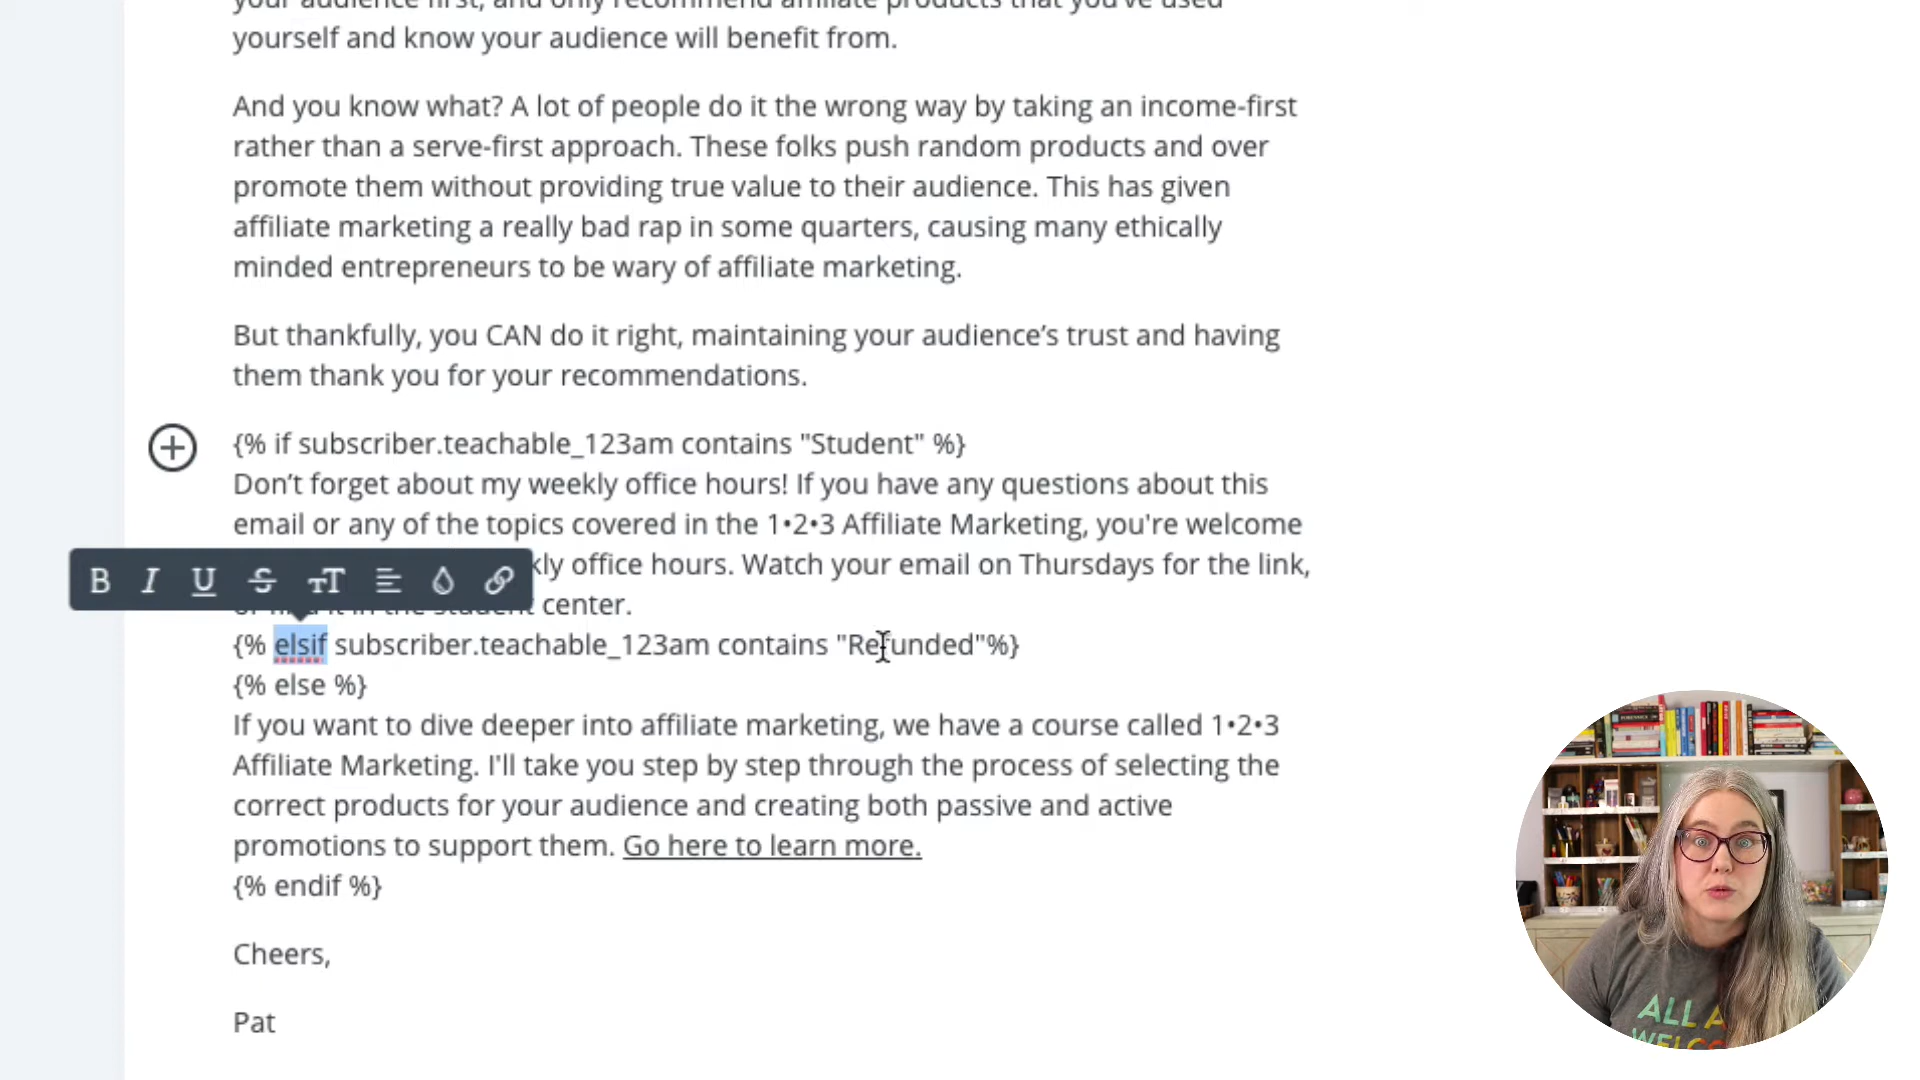 yourself and know your audience will benefit from.
And you know what? A lot of people do it the wrong way by taking an income-first
rather than a serve-first approach. These folks push random products and over
promote them without providing true value to their audience. This has given
affiliate marketing a really bad rap in some quarters, causing many ethically
minded entrepreneurs to be wary of affiliate marketing.
But thankfully, you CAN do it right, maintaining your audience’s trust and having
them thank you for your recommendations.
{% if subscriber.teachable_123am contains "Student" %}
Don’t forget about my weekly office hours! If you have any questions about this
email or any of the topics covered in the 1•2•3 Affiliate Marketing, you're welcome
office hours. Watch your email on Thursdays for the link,
center.
B I U S TT
{% elsif subscriber.teachable_123am contains "Refunded"%}
{% else %}
If you want to dive deeper into affiliate marketing, we have a course called 1•2•3
Affiliate Marketing. I'll take you step by step through the process of selecting the
correct products for your audience and creating both passive and active
promotions to support them. Go here to learn more.
{% endif %}
Cheers,
Pat
ALL A